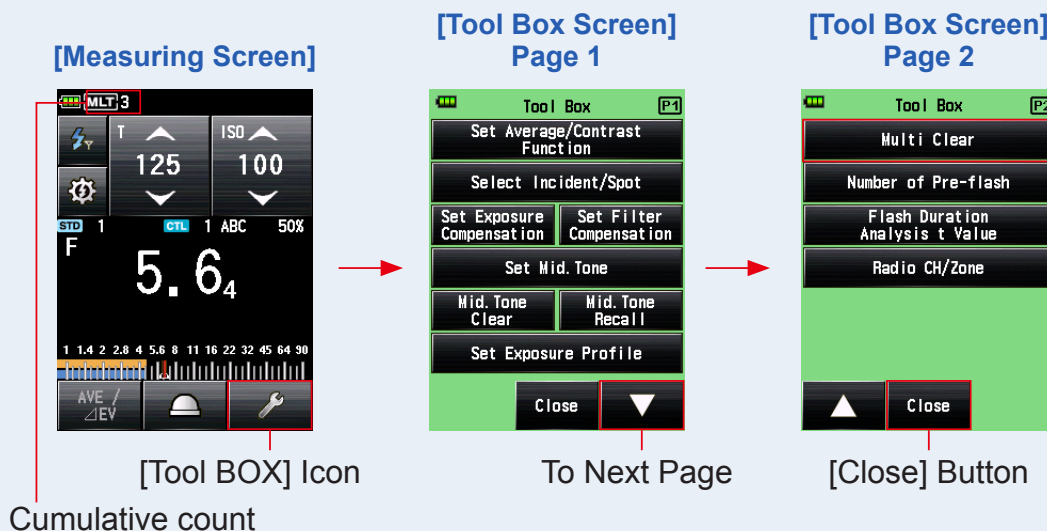 [Measuring Screen]
[Tool Box Screen]
Page 1
[Tool Box Screen]
Page 2
MLT 3
T
125
ISO
100
STD 1 CTL 1 ABC 50%
F
5.6 4
1 1.4 2 2.8 4 5.6 8 11 16 22 32 45 64 90
AVE /
⊿EV
Tool Box P1
Set Average/Contrast
Function
Select Incident/Spot
Set Exposure
Compensation
Set Filter
Compensation
Set Mid. Tone
Mid. Tone
Clear
Mid. Tone
Recall
Set Exposure Profile
Close
Tool Box P2
Multi Clear
Number of Pre-flash
Flash Duration
Analysis t Value
Radio CH/Zone
Close
[Tool BOX] Icon
To Next Page
[Close] Button
Cumulative count